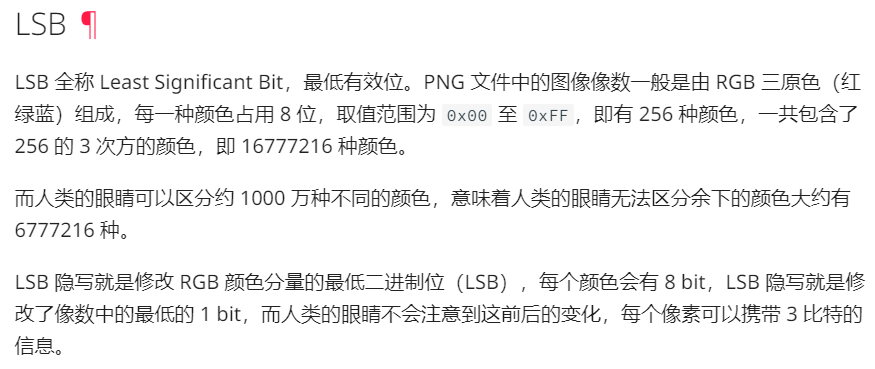 LSB ¶
LSB 全称 Least Significant Bit，最低有效位。PNG 文件中的图像像数一般是由 RGB 三原色（红
绿蓝）组成，每一种颜色占用 8 位，取值范围为 0x00 至 0xFF，即有 256 种颜色，一共包含了
256 的 3 次方的颜色，即 16777216 种颜色。
而人类的眼睛可以区分约 1000 万种不同的颜色，意味着人类的眼睛无法区分余下的颜色大约有
6777216 种。
LSB 隐写就是修改 RGB 颜色分量的最低二进制位（LSB），每个颜色会有 8 bit，LSB 隐写就是修
改了像数中的最低的 1 bit，而人类的眼睛不会注意到这前后的变化，每个像素可以携带 3 比特的
信息。